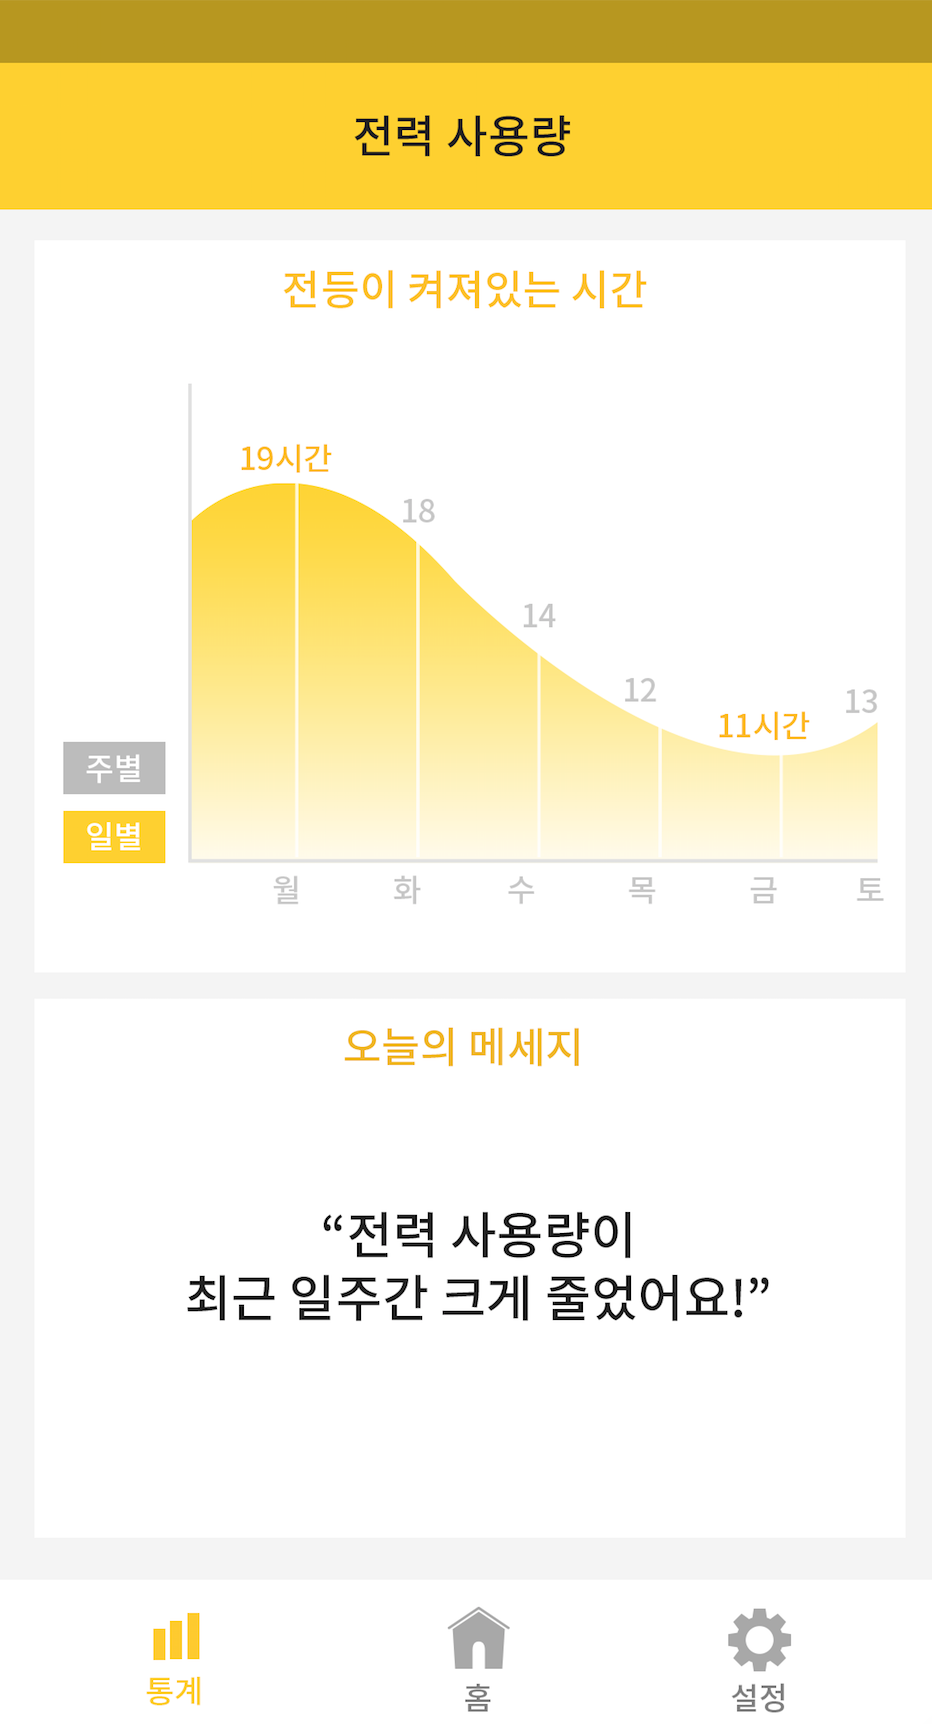 전력 사용량
전등이 켜져있는 시간
19시간
18
14
12
11시간
13
주별
일별
월 화 수 목 금 토
오늘의 메세지
“전력 사용량이
최근 일주간 크게 줄었어요!”
통계 홈 설정